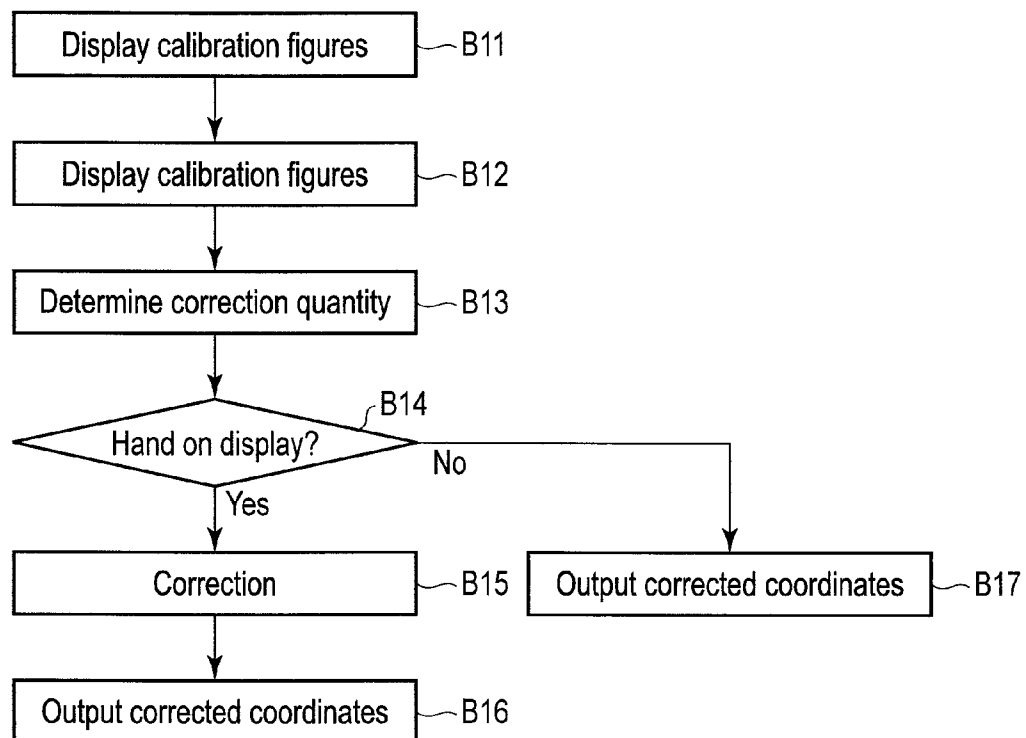 Display calibration figures B11
Display calibration figures B12
Determine correction quantity B13
B14
Hand on display?
No
Yes
Correction B15
Output corrected coordinates B17
Output corrected coordinates B16